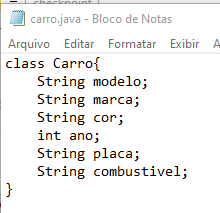 checkpoint
carro.java - Bloco de Notas
Arquivo Editar Formatar Exibir
class Carro{
    String modelo;
    String marca;
    String cor;
    int ano;
    String placa;
    String combustivel;
}